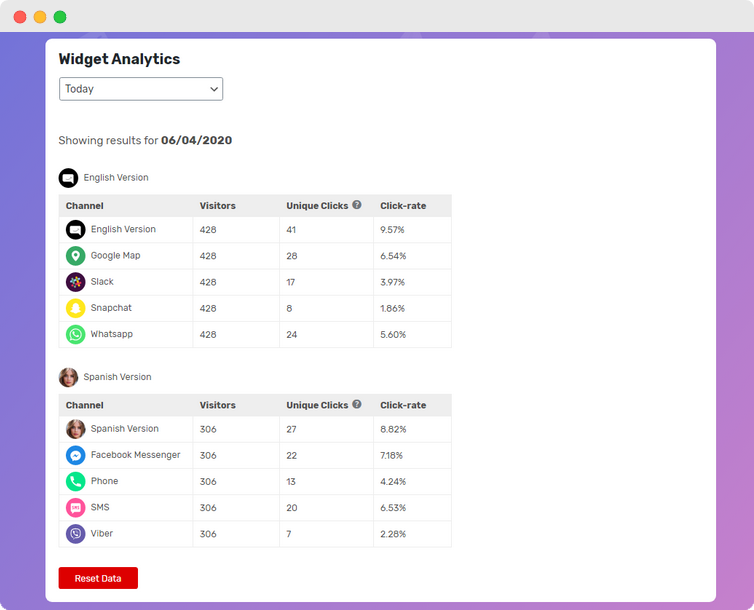 Widget Analytics
Today
Showing results for 06/04/2020
English Version
Channel Visitors Unique Clicks ? Click-rate
English Version 428 41 9.57%
Google Map 428 28 6.54%
Slack 428 17 3.97%
Snapchat 428 8 1.86%
Whatsapp 428 24 5.60%
Spanish Version
Channel Visitors Unique Clicks ? Click-rate
Spanish Version 306 27 8.82%
Facebook Messenger 306 22 7.18%
Phone 306 13 4.24%
SMS SMS 306 20 6.53%
Viber 306 7 2.28%
Reset Data